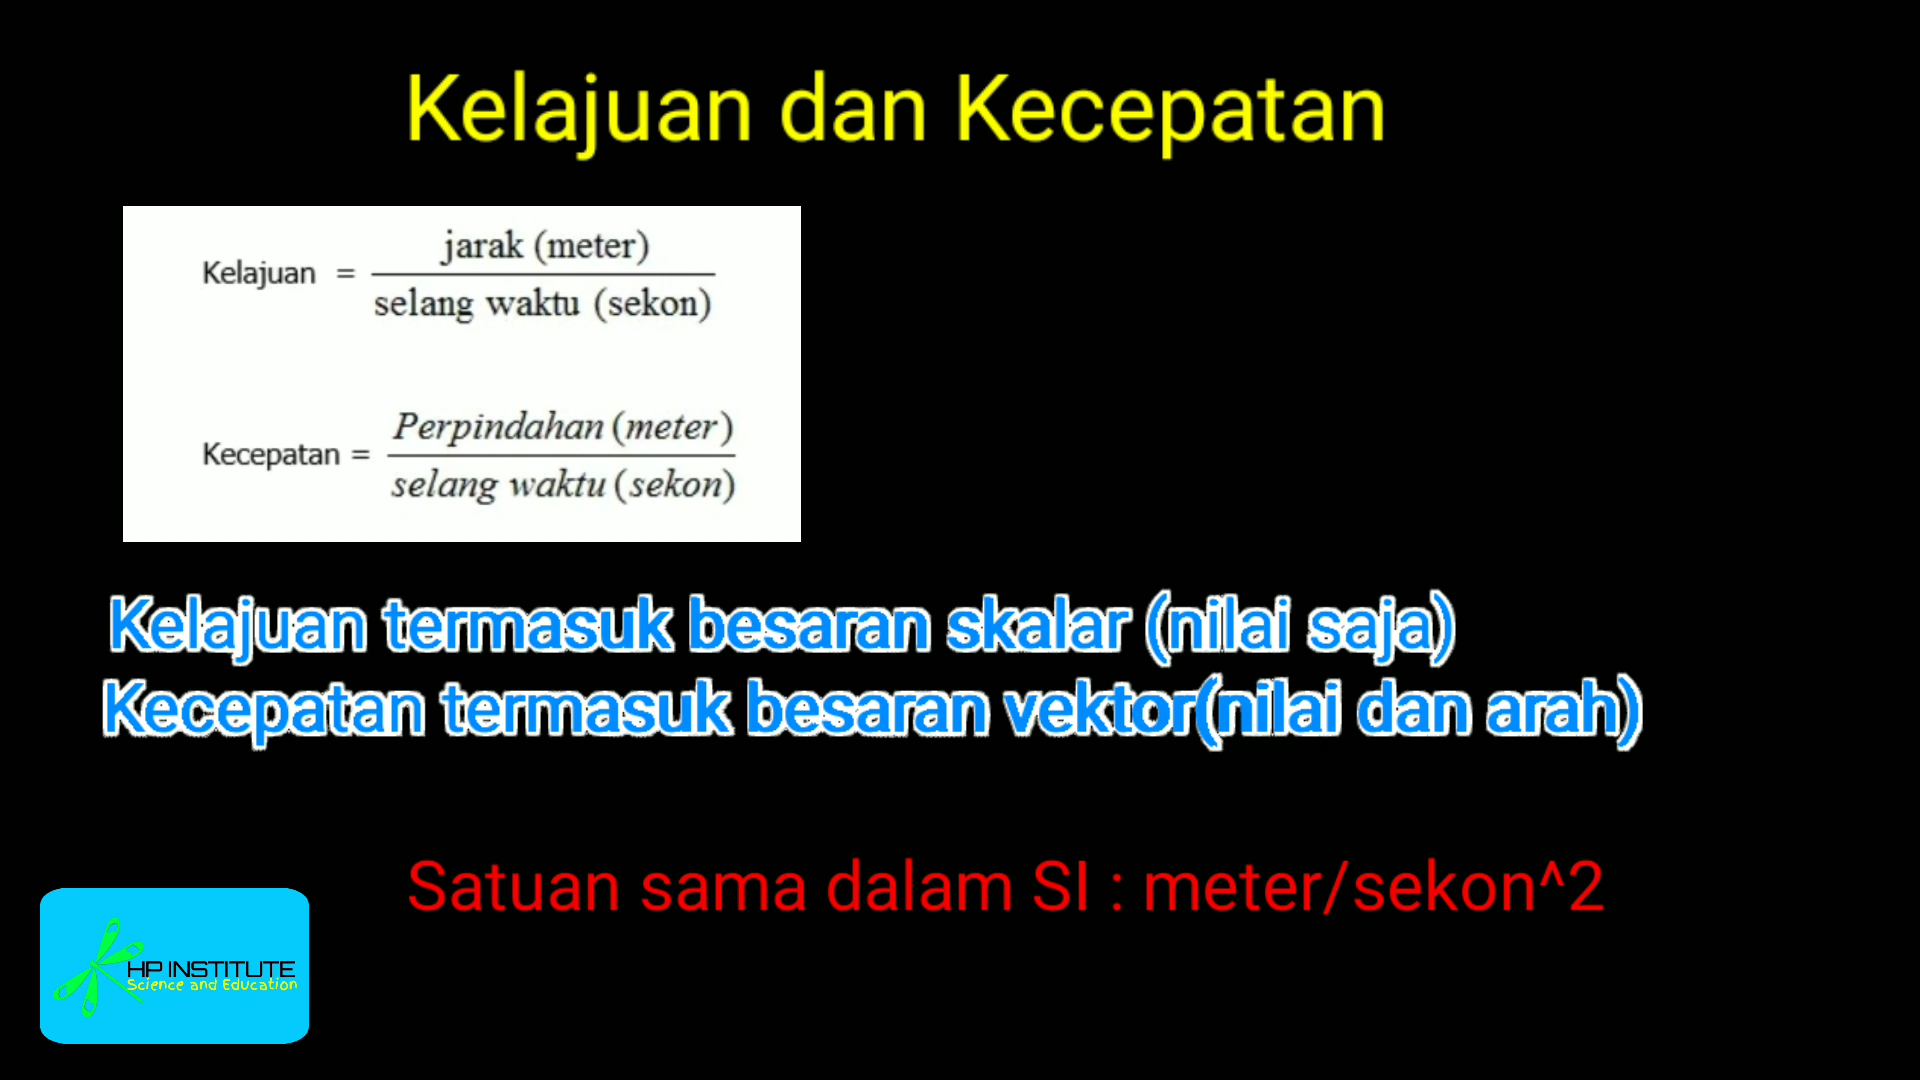 Kelajuan dan Kecepatan
Kelajuan = jarak (meter)
selang waktu (sekon)
Kecepatan = Perpindahan (meter)
selang waktu (sekon)
Kelajuan termasuk besaran skalar (nilai saja)
Kecepatan termasuk besaran vektor(nilai dan arah)
Satuan sama dalam SI : meter/sekon^2
HP INSTITUTE
Science and Education